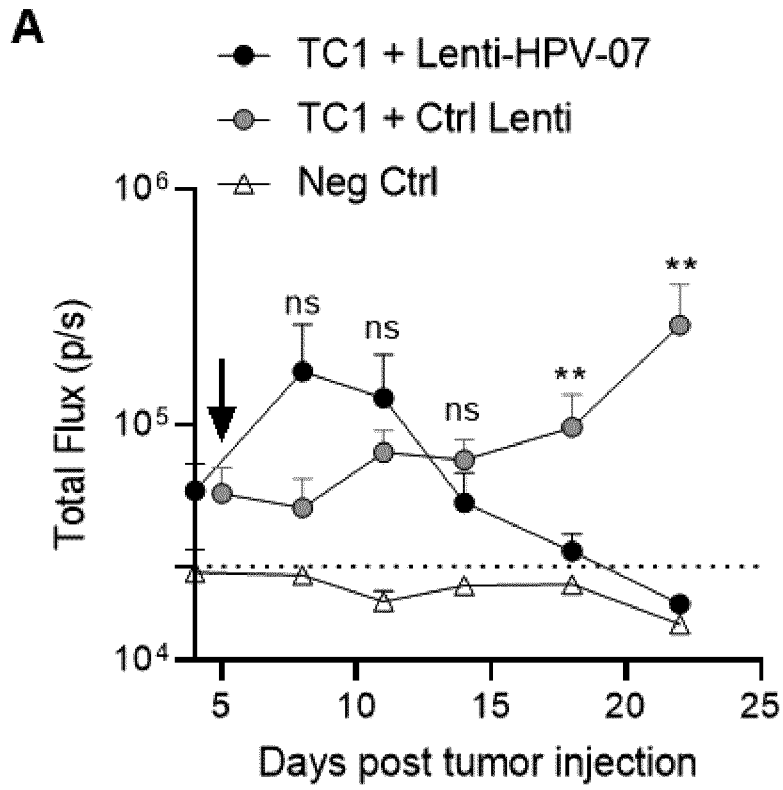 A
TC1 + Lenti-HPV-07
TC1 + Ctrl Lenti
Neg Ctrl
10⁶
10⁵
10⁴
Total Flux (p/s)
ns
ns
ns
**
**
5
10
15
20
25
Days post tumor injection